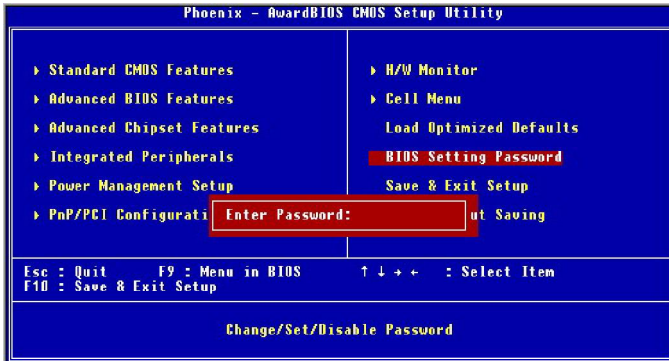 Phoenix - AwardBIOS CMOS Setup Utility
▸ Standard CMOS Features
▸ Advanced BIOS Features
▸ Advanced Chipset Features
▸ Integrated Peripherals
▸ Power Management Setup
▸ PnP/PCI Configurati
▸ H/W Monitor
▸ Cell Menu
Load Optimized Defaults
BIOS Setting Password
Save & Exit Setup
ut Saving
Enter Password:
Esc : Quit F9 : Menu in BIOS ↑ ↓ → ← : Select Item
F10 : Save & Exit Setup
Change/Set/Disable Password